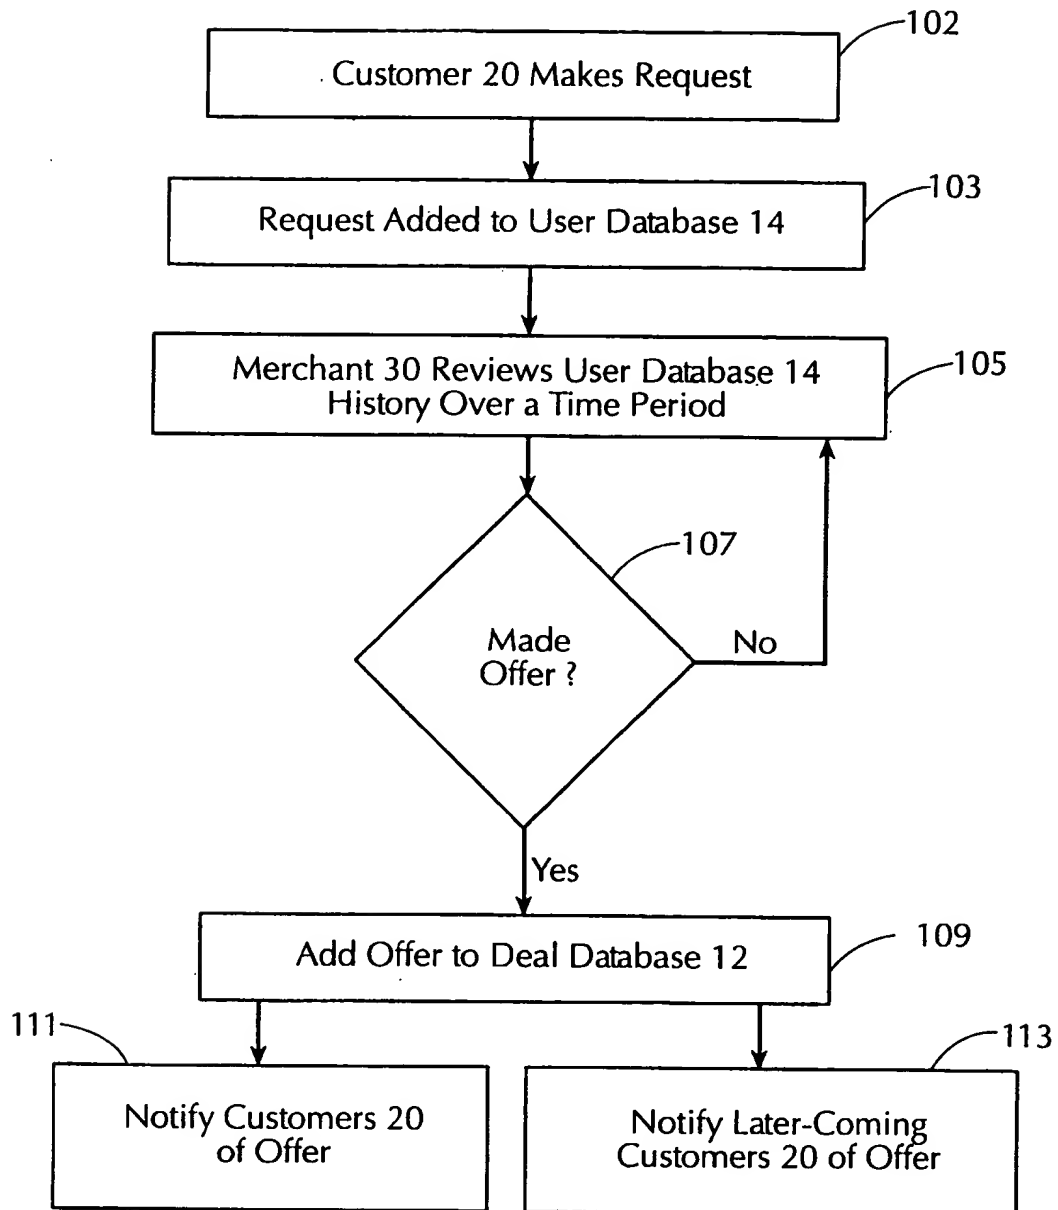 102
Customer 20 Makes Request
103
Request Added to User Database 14
105
Merchant 30 Reviews User Database 14
History Over a Time Period
107
Made
Offer ?
No
Yes
Add Offer to Deal Database 12
109
111
113
Notify Customers 20
of Offer
Notify Later-Coming
Customers 20 of Offer